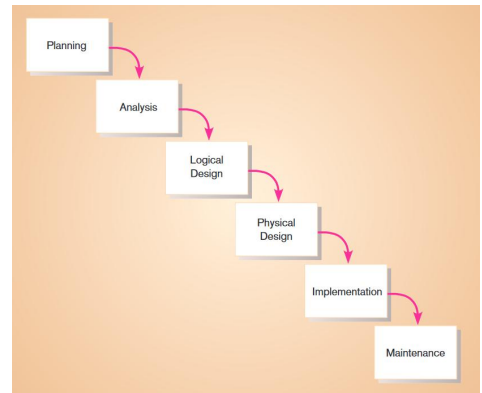 Planning
Analysis
Logical
Design
Physical
Design
Implementation
Maintenance